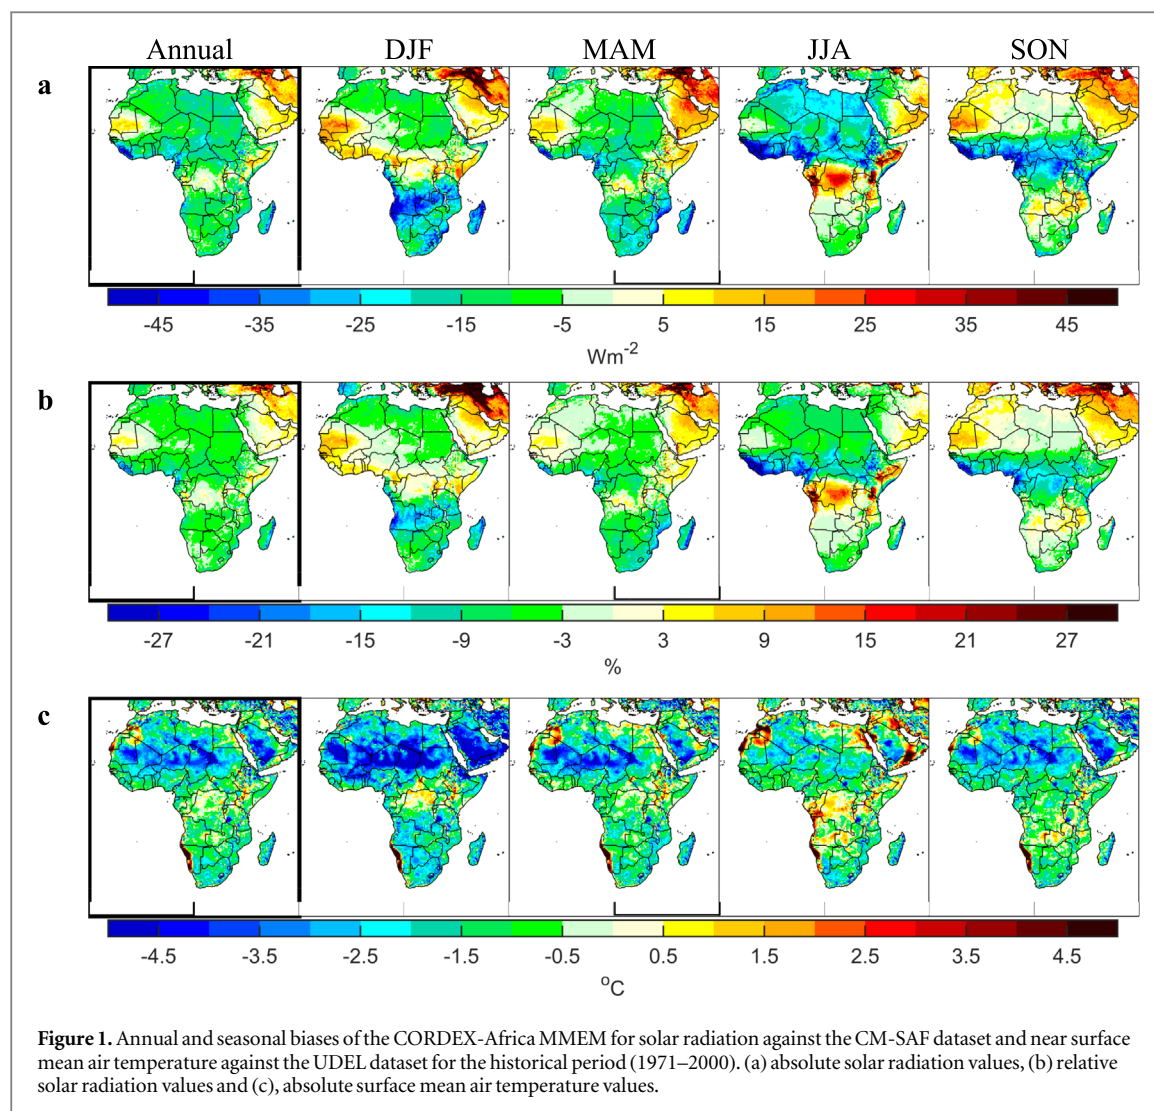 Annual DJF MAM JJA SON
a
-45 -35 -25 -15 -5 5 15 25 35 45
Wm-2
b
-27 -21 -15 -9 -3 3 9 15 21 27
%
c
-4.5 -3.5 -2.5 -1.5 -0.5 0.5 1.5 2.5 3.5 4.5
oC
Figure 1. Annual and seasonal biases of the CORDEX-Africa MMEM for solar radiation against the CM-SAF dataset and near surface
mean air temperature against the UDEL dataset for the historical period (1971–2000). (a) absolute solar radiation values, (b) relative
solar radiation values and (c), absolute surface mean air temperature values.